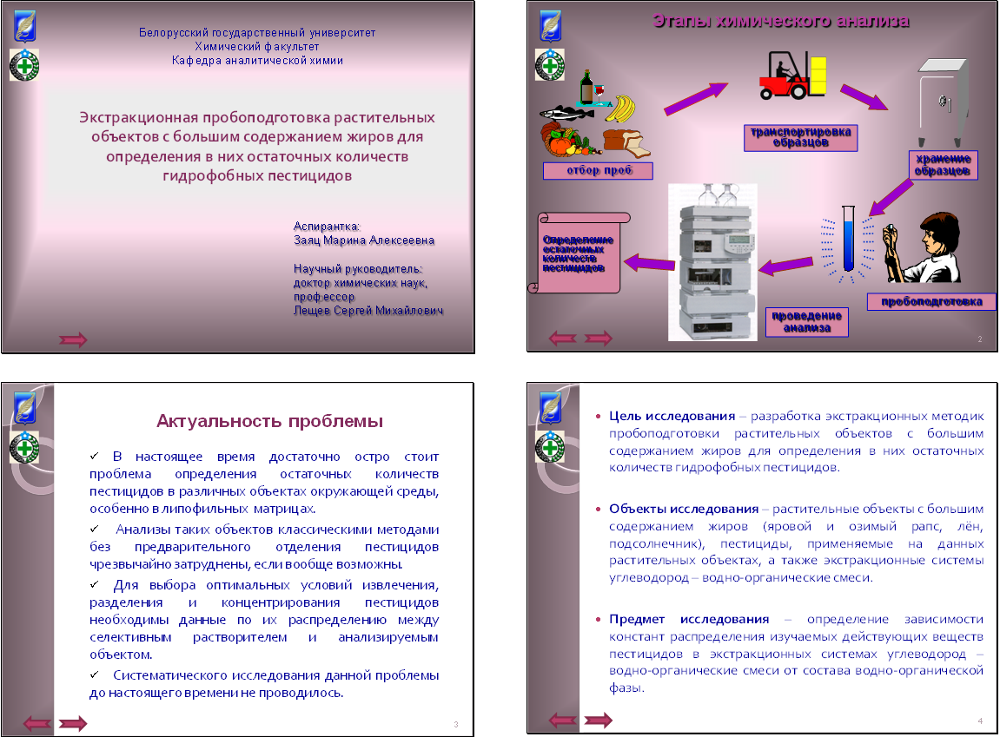 Белорусский государственный университет
Химический факультет
Кафедра аналитической химии
Экстракционная пробоподготовка растительных
объектов с большим содержанием жиров для
определения в них остаточных количеств
гидрофобных пестицидов
Аспирантка:
Заяц Марина Алексеевна
Научный руководитель:
доктор химических наук,
профессор
Лещев Сергей Михайлович
Этапы химического анализа
транспортировка
образцов
отбор проб
хранение
образцов
Определение
остаточных
количеств
пестицидов
пробоподготовка
проведение
анализа
2
Актуальность проблемы
✓ В настоящее время достаточно остро стоит
проблема определения остаточных количеств
пестицидов в различных объектах окружающей среды,
особенно в липофильных матрицах.
✓ Анализы таких объектов классическими методами
без предварительного отделения пестицидов
чрезвычайно затруднены, если вообще возможны.
✓ Для выбора оптимальных условий извлечения,
разделения и концентрирования пестицидов
необходимы данные по их распределению между
селективным растворителем и анализируемым
объектом.
✓ Систематического исследования данной проблемы
до настоящего времени не проводилось.
3
• Цель исследования – разработка экстракционных методик
пробоподготовки растительных объектов с большим
содержанием жиров для определения в них остаточных
количеств гидрофобных пестицидов.
• Объекты исследования – растительные объекты с большим
содержанием жиров (яровой и озимый рапс, лён,
подсолнечник), пестициды, применяемые на данных
растительных объектах, а также экстракционные системы
углеводород – водно-органические смеси.
• Предмет исследования – определение зависимости
констант распределения изучаемых действующих веществ
пестицидов в экстракционных системах углеводород –
водно-органические смеси от состава водно-органической
фазы.
4